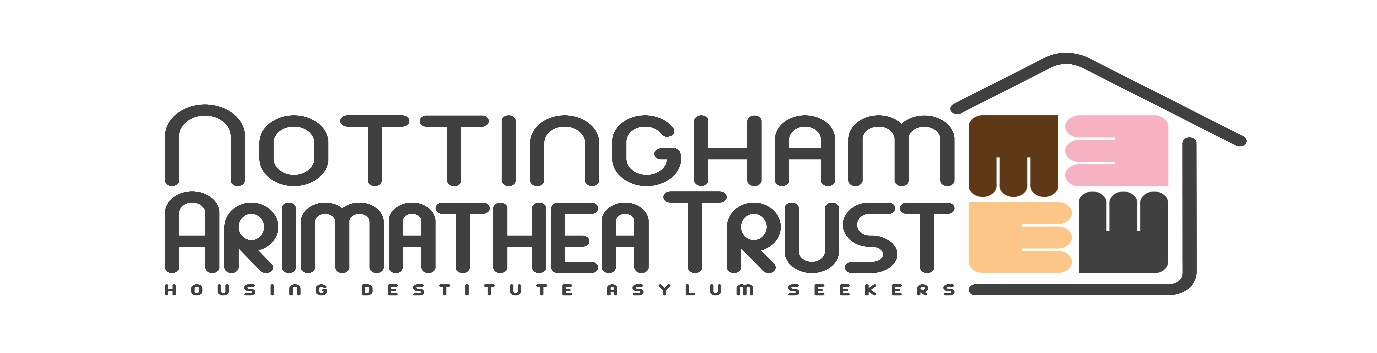 NOTTINGHAM
ARIMATHEA TRUST
HOUSING DESTITUTE ASYLUM SEEKERS